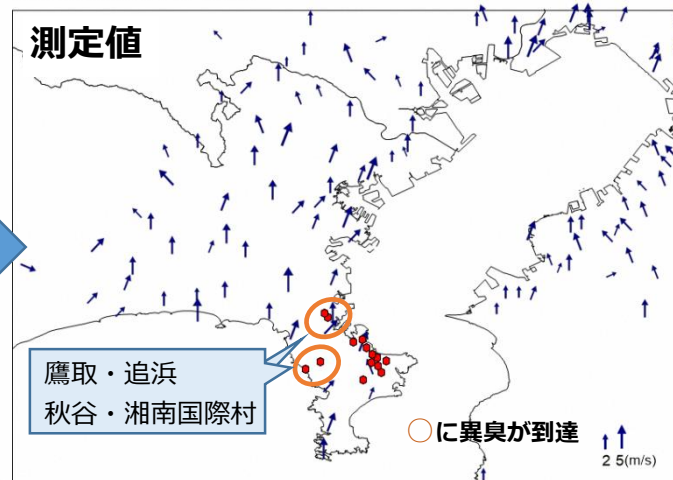 測定値
鷹取・追浜
秋谷・湘南国際村
○に異臭が到達
2 5(m/s)